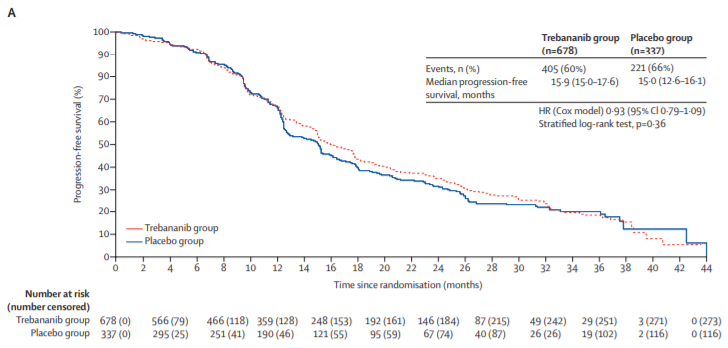 A
Trebananib group Placebo group
(n=678) (n=337)
Events, n (%) 405 (60%) 221 (66%)
Median progression-free 15·9 (15·0–17·6) 15·0 (12·6–16·1)
survival, months
HR (Cox model) 0·93 (95% CI 0·79–1·09)
Stratified log-rank test, p=0·36
Progression-free survival (%)
100
90
80
70
60
50
40
30
20
10
0
Trebananib group
Placebo group
0 2 4 6 8 10 12 14 16 18 20 22 24 26 28 30 32 34 36 38 40 42 44
Time since randomisation (months)
Number at risk
(number censored)
Trebananib group 678 (0) 566 (79) 466 (118) 359 (128) 248 (153) 192 (161) 146 (184) 87 (215) 49 (242) 29 (251) 3 (271) 0 (273)
Placebo group 337 (0) 295 (25) 251 (41) 190 (46) 121 (55) 95 (59) 67 (74) 40 (87) 26 (26) 19 (102) 2 (116) 0 (116)